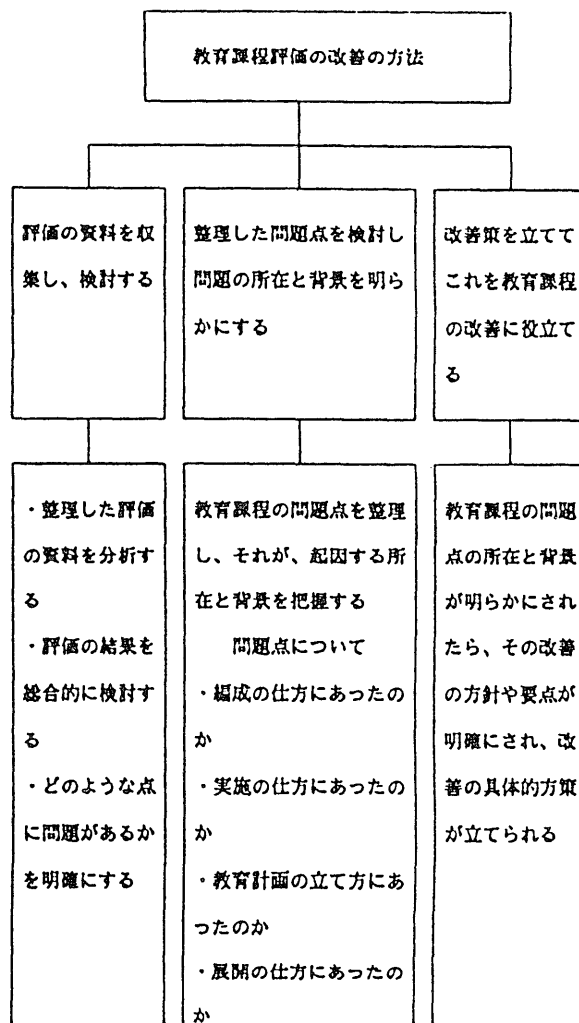 教育課程評価の改善の方法
評価の資料を収
集し、検討する
整理した問題点を検討し
問題の所在と背景を明ら
かにする
改善策を立てて
これを教育課程
の改善に役立て
る
・整理した評価
の資料を分析す
る
・評価の結果を
総合的に検討す
る
・どのような点
に問題があるか
を明確にする
教育課程の問題点を整理
し、それが、起因する所
在と背景を把握する
問題点について
・編成の仕方にあったの
か
・実施の仕方にあったの
か
・教育計画の立て方にあ
ったのか
・展開の仕方にあったの
か
教育課程の問題
点の所在と背景
が明らかにされ
たら、その改善
の方針や要点が
明確にされ、改
善の具体的方策
が立てられる